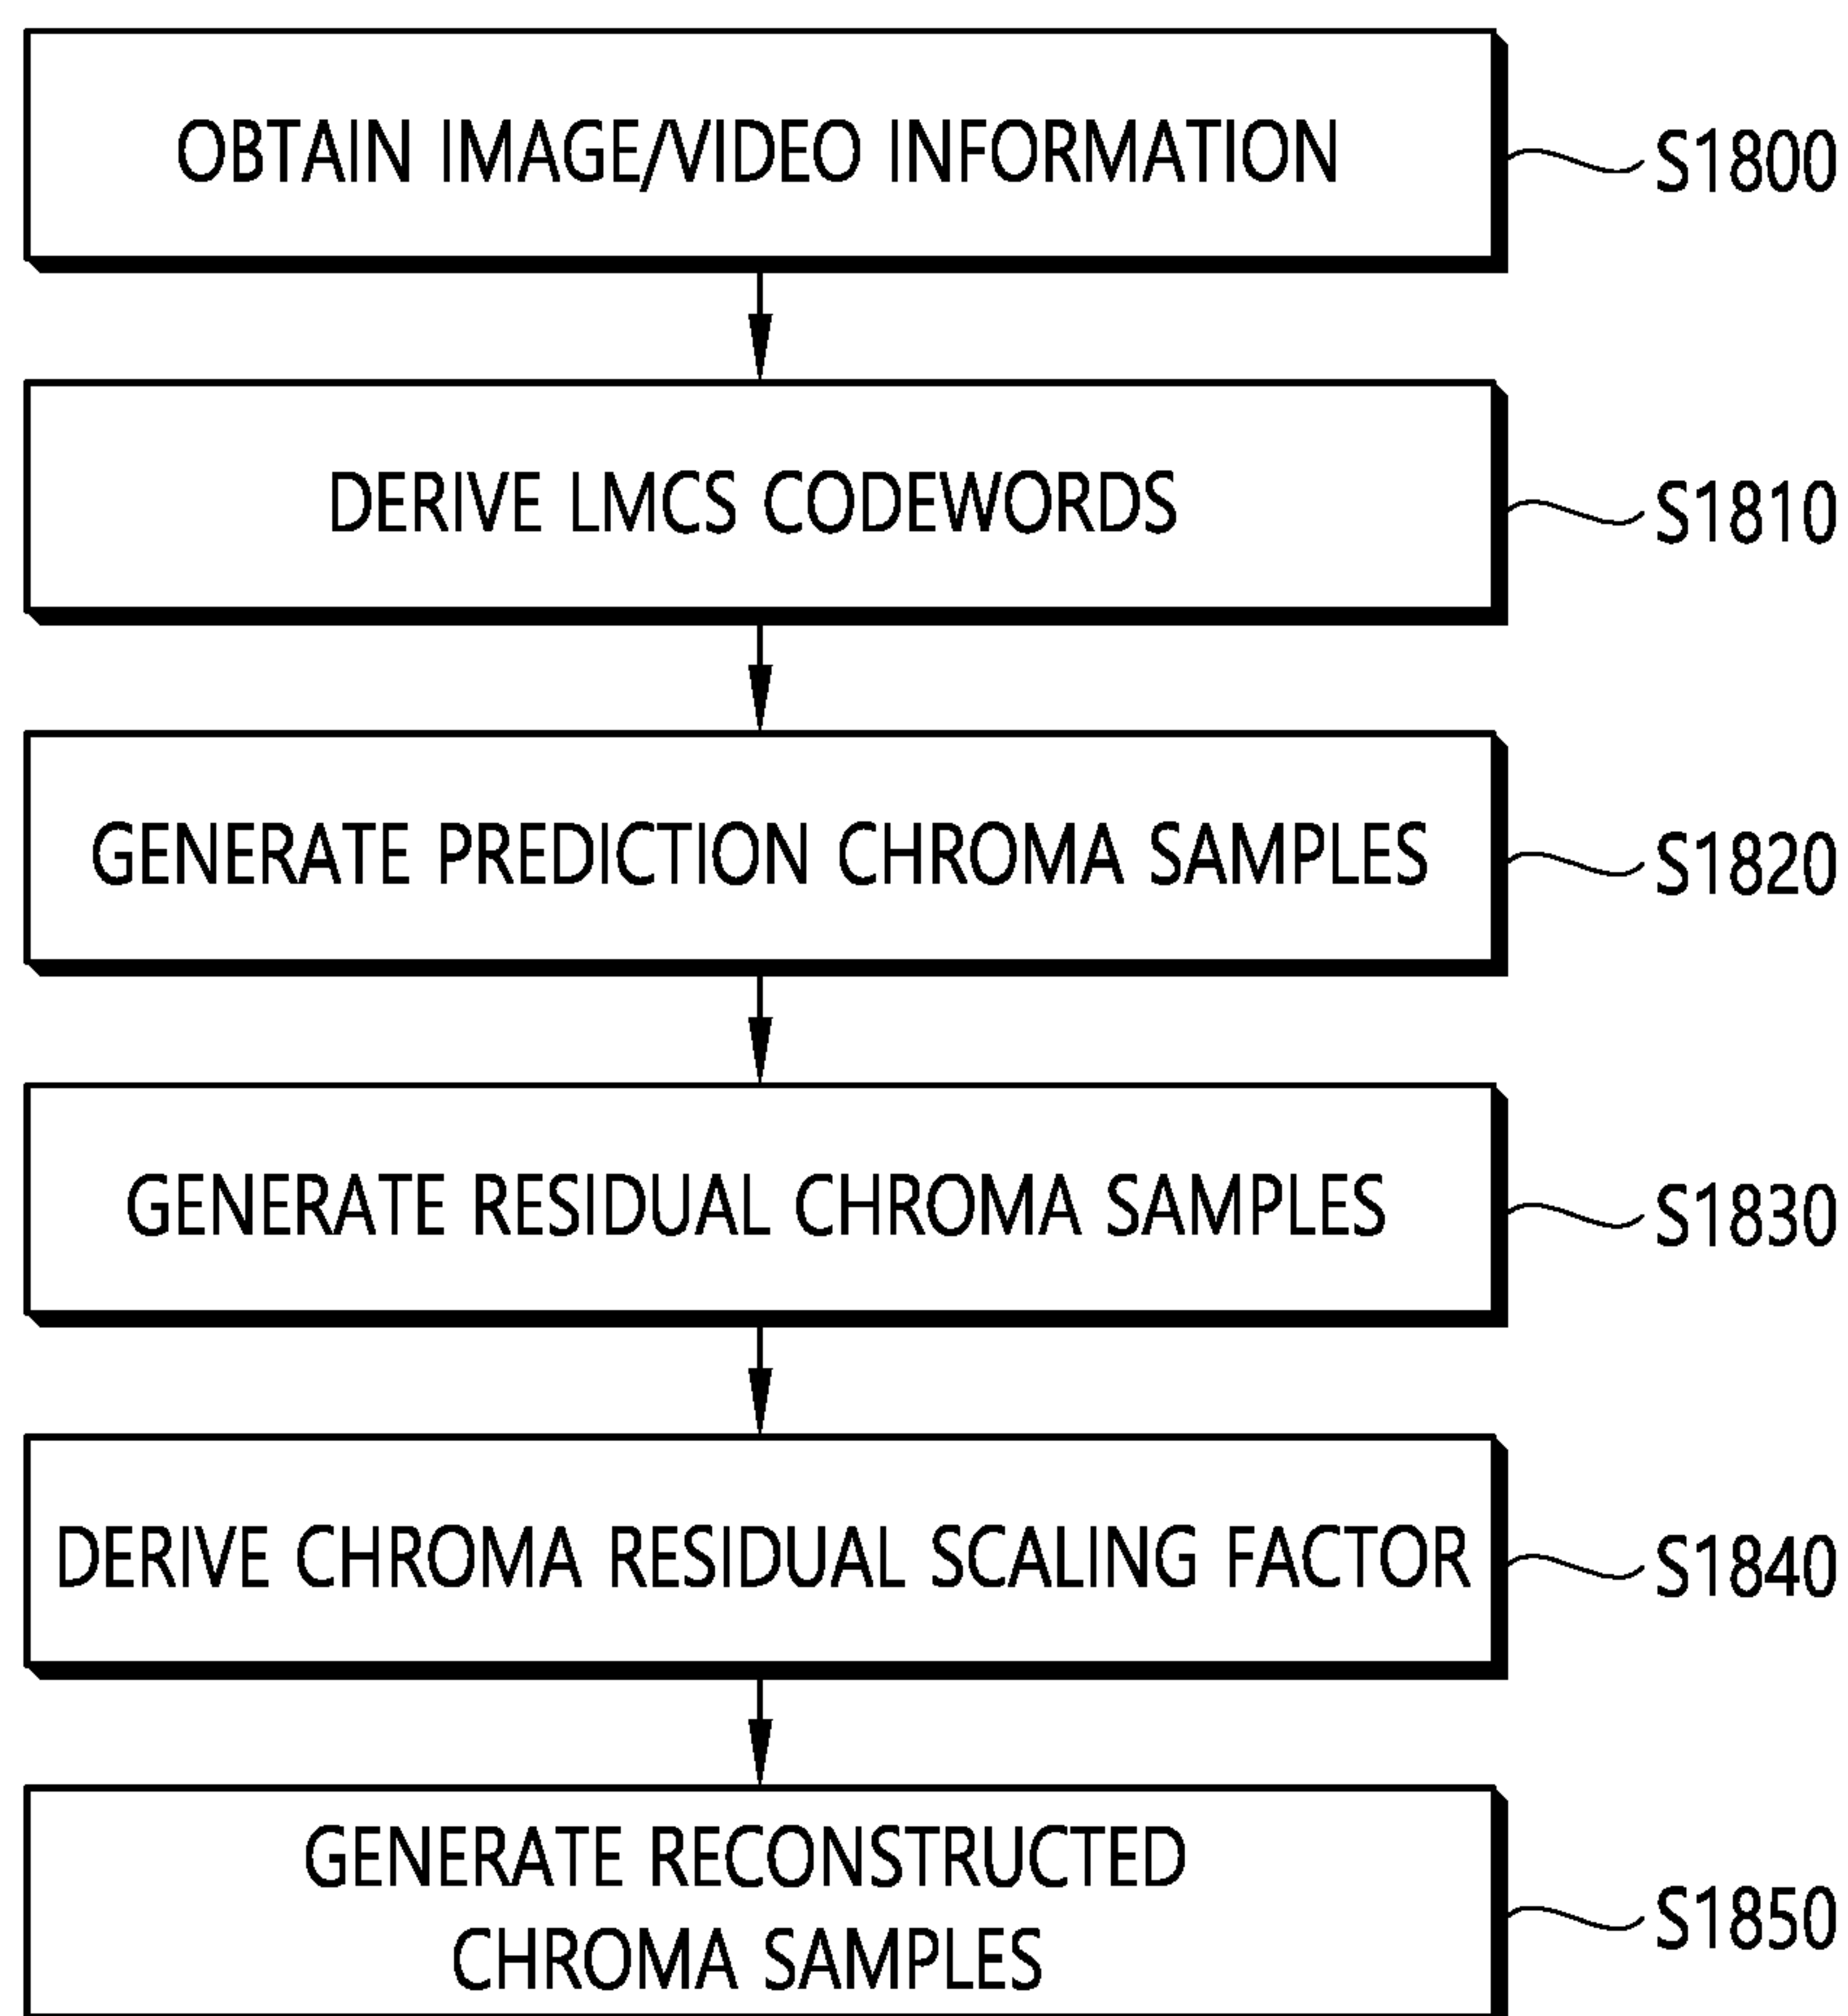 OBTAIN IMAGE/VIDEO INFORMATION
S1800
DERIVE LMCS CODEWORDS
S1810
GENERATE PREDICTION CHROMA SAMPLES
S1820
GENERATE RESIDUAL CHROMA SAMPLES
S1830
DERIVE CHROMA RESIDUAL SCALING FACTOR
S1840
GENERATE RECONSTRUCTED
CHROMA SAMPLES
S1850